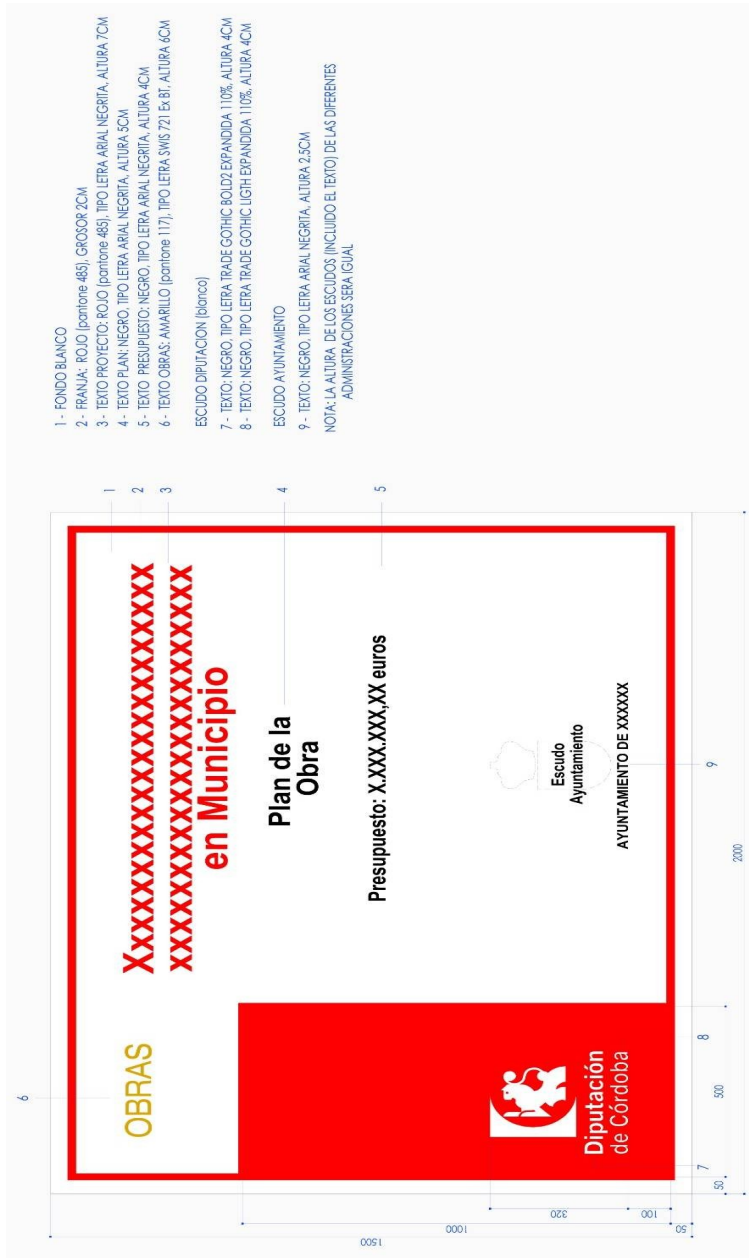 OBRAS
Xxxxxxxxxxxxxxxxxxxxxxx
xxxxxxxxxxxxxxxxxxxxxxx
en Municipio
Plan de la
Obra
Presupuesto: X.XXX.XXX,XX euros
Escudo
Ayuntamiento
AYUNTAMIENTO DE XXXXXX
Diputación
de Córdoba
6
1
2
3
4
5
7
8
9
50
500
2000
1500
1000
320
100
50
1 - FONDO BLANCO
2 - FRANJA: ROJO (pantone 485), GROSOR 2CM
3 - TEXTO PROYECTO: ROJO (pantone 485), TIPO LETRA ARIAL NEGRITA, ALTURA 7CM
4 - TEXTO PLAN: NEGRO, TIPO LETRA ARIAL NEGRITA, ALTURA 5CM
5 - TEXTO PRESUPUESTO: NEGRO, TIPO LETRA ARIAL NEGRITA, ALTURA 4CM
6 - TEXTO OBRAS: AMARILLO (pantone 117), TIPO LETRA SWIS 721 Ex BT, ALTURA 6CM
ESCUDO DIPUTACION (blanco)
7 - TEXTO: NEGRO, TIPO LETRA TRADE GOTHIC BOLD2 EXPANDIDA 110%, ALTURA 4CM
8 - TEXTO: NEGRO, TIPO LETRA TRADE GOTHIC LIGTH EXPANDIDA 110%, ALTURA 4CM
ESCUDO AYUNTAMIENTO
9 - TEXTO: NEGRO, TIPO LETRA ARIAL NEGRITA, ALTURA 2.5CM
NOTA: LA ALTURA DE LOS ESCUDOS (INCLUIDO EL TEXTO) DE LAS DIFERENTES
ADMINISTRACIONES SERA IGUAL